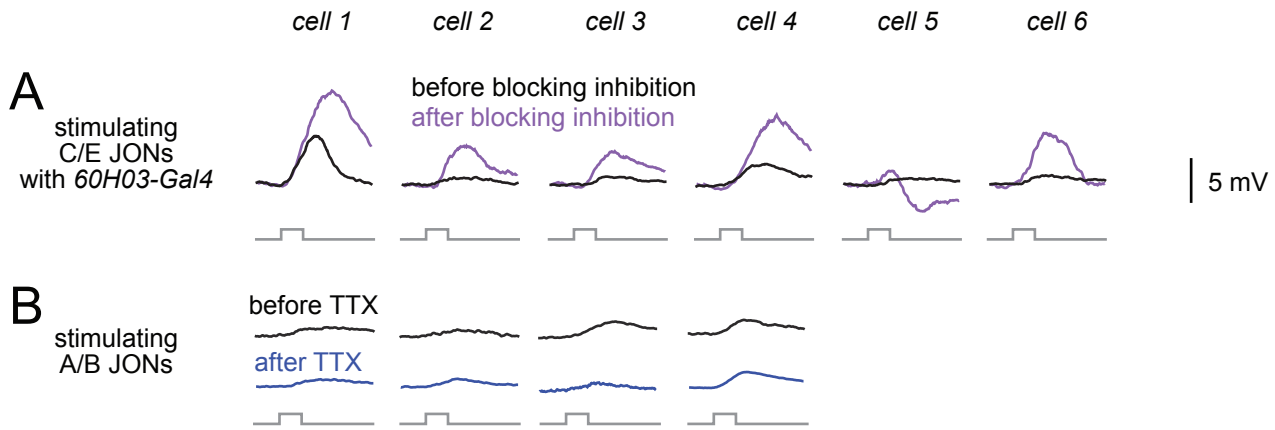 cell 1 cell 2 cell 3 cell 4 cell 5 cell 6
A
stimulating
C/E JONs
with 60H03-Gal4
before blocking inhibition
after blocking inhibition
5 mV
B
stimulating
A/B JONs
before TTX
after TTX